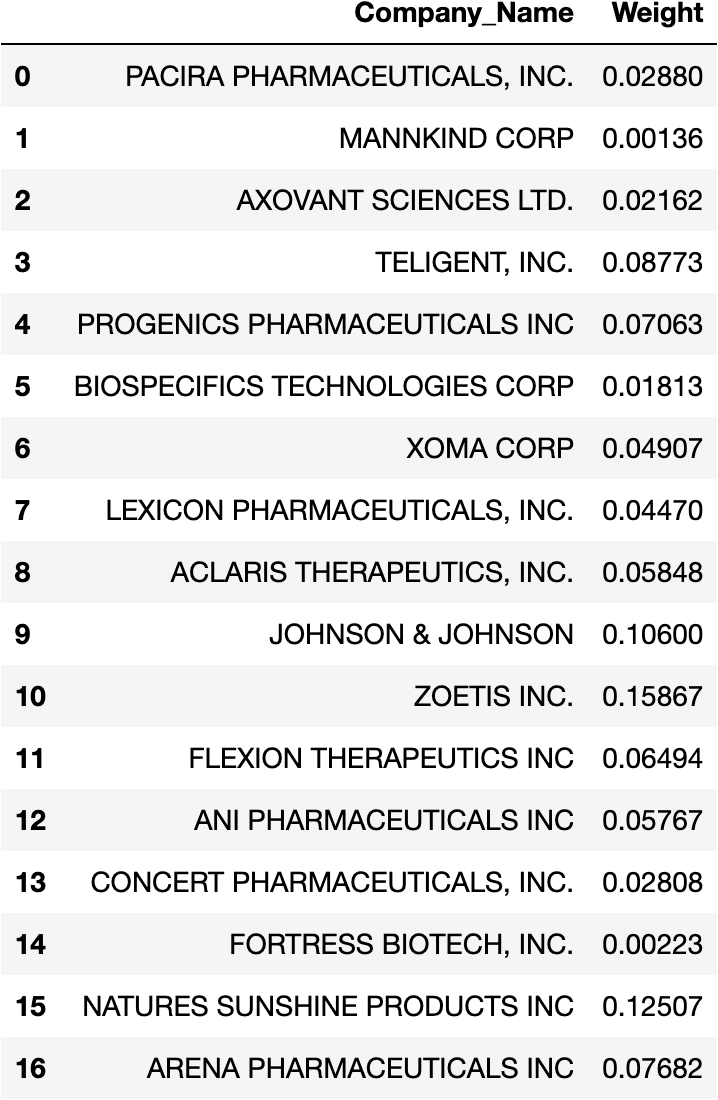 Company_Name Weight
0 PACIRA PHARMACEUTICALS, INC. 0.02880
1 MANNKIND CORP 0.00136
2 AXOVANT SCIENCES LTD. 0.02162
3 TELIGENT, INC. 0.08773
4 PROGENICS PHARMACEUTICALS INC 0.07063
5 BIOSPECIFICS TECHNOLOGIES CORP 0.01813
6 XOMA CORP 0.04907
7 LEXICON PHARMACEUTICALS, INC. 0.04470
8 ACLARIS THERAPEUTICS, INC. 0.05848
9 JOHNSON & JOHNSON 0.10600
10 ZOETIS INC. 0.15867
11 FLEXION THERAPEUTICS INC 0.06494
12 ANI PHARMACEUTICALS INC 0.05767
13 CONCERT PHARMACEUTICALS, INC. 0.02808
14 FORTRESS BIOTECH, INC. 0.00223
15 NATURES SUNSHINE PRODUCTS INC 0.12507
16 ARENA PHARMACEUTICALS INC 0.07682